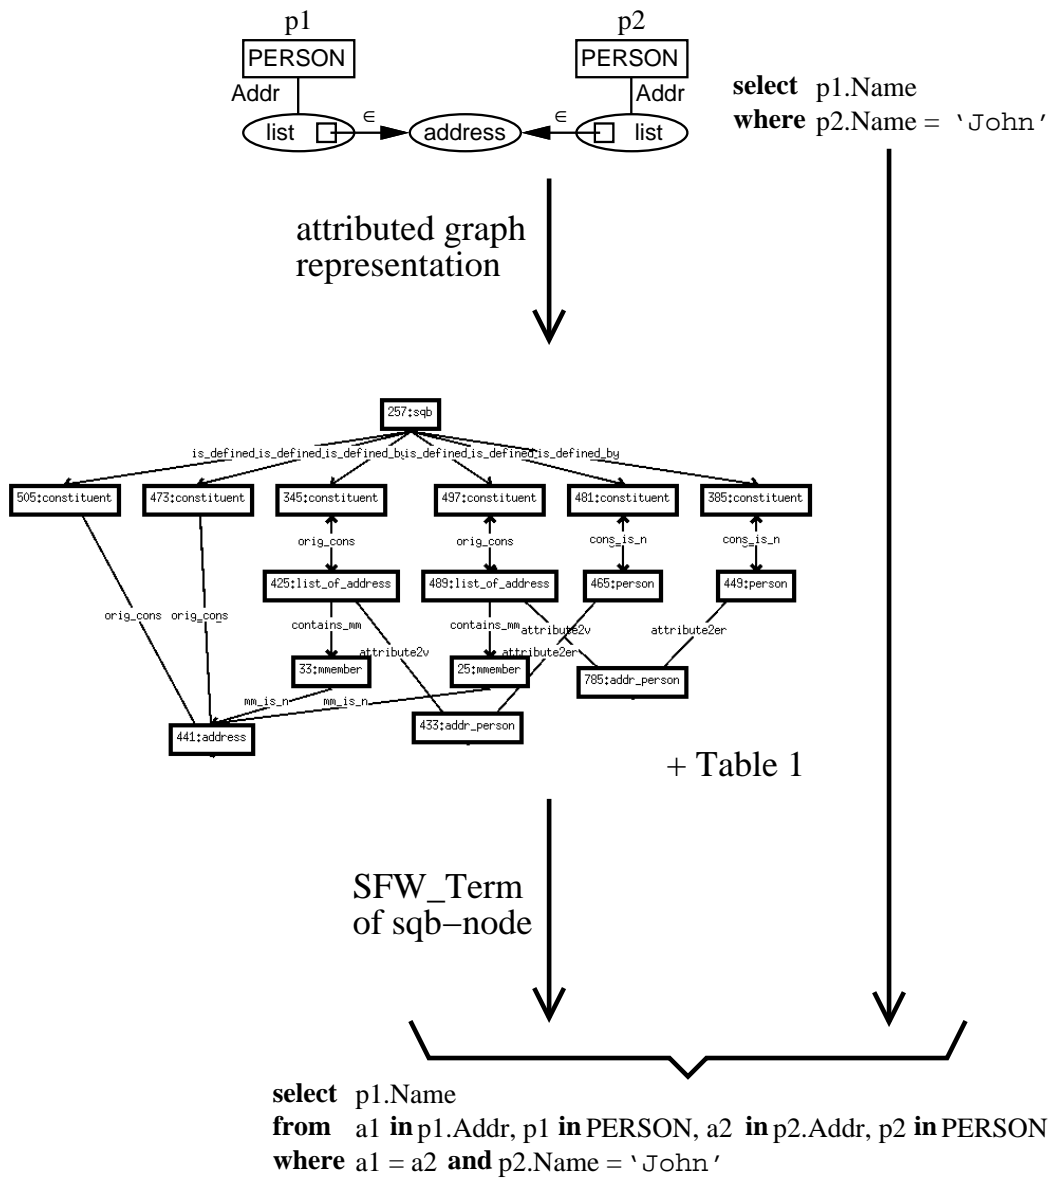 p1 p2
PERSON PERSON
Addr Addr
list ∈ address ∈ list
select p1.Name
where p2.Name = ‘John’
attributed graph
representation
257:sqb
is_defined_is_defined_is_defined_by is_defined_is_defined_is_defined_by
505:constituent 473:constituent 345:constituent 497:constituent 481:constituent 385:constituent
orig_cons orig_cons cons_is_n cons_is_n
425:list_of_address 489:list_of_address 465:person 449:person
orig_cons orig_cons contains_mm contains_mm attribute2v attribute2er
attribute2v attribute2er
33:mmember 25:mmember 785:addr_person
mm_is_n mm_is_n
441:address 433:addr_person
+ Table 1
SFW_Term
of sqb−node
select p1.Name
from a1 in p1.Addr, p1 in PERSON, a2 in p2.Addr, p2 in PERSON
where a1 = a2 and p2.Name = ‘John’